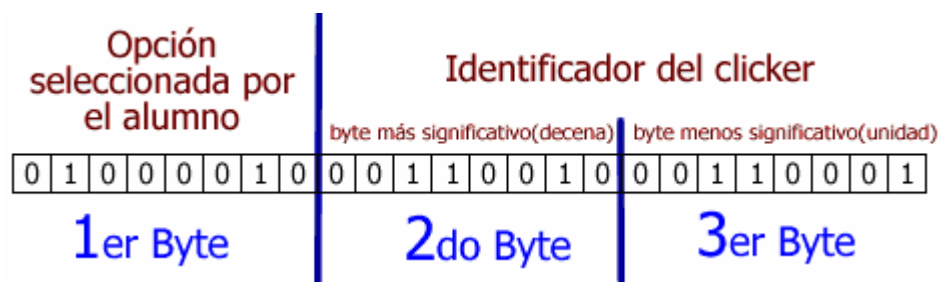 Opción
seleccionada por
el alumno
Identificador del clicker
byte más significativo(decena)
byte menos significativo(unidad)
0 1 0 0 0 0 1 0 0 0 1 1 0 0 1 0 0 0 1 1 0 0 0 1
1er Byte
2do Byte
3er Byte